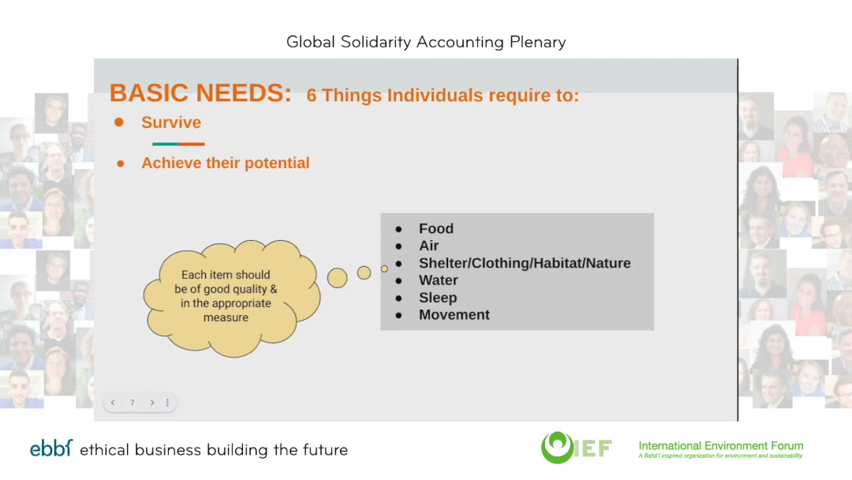 Global Solidarity Accounting Plenary
BASIC NEEDS: 6 Things Individuals require to:
● Survive
● Achieve their potential
Each item should
be of good quality &
in the appropriate
measure
● Food
● Air
● Shelter/Clothing/Habitat/Nature
● Water
● Sleep
● Movement
7
ebbf ethical business building the future
IEF
International Environment Forum
A Bahá'í inspired organization for environment and sustainability